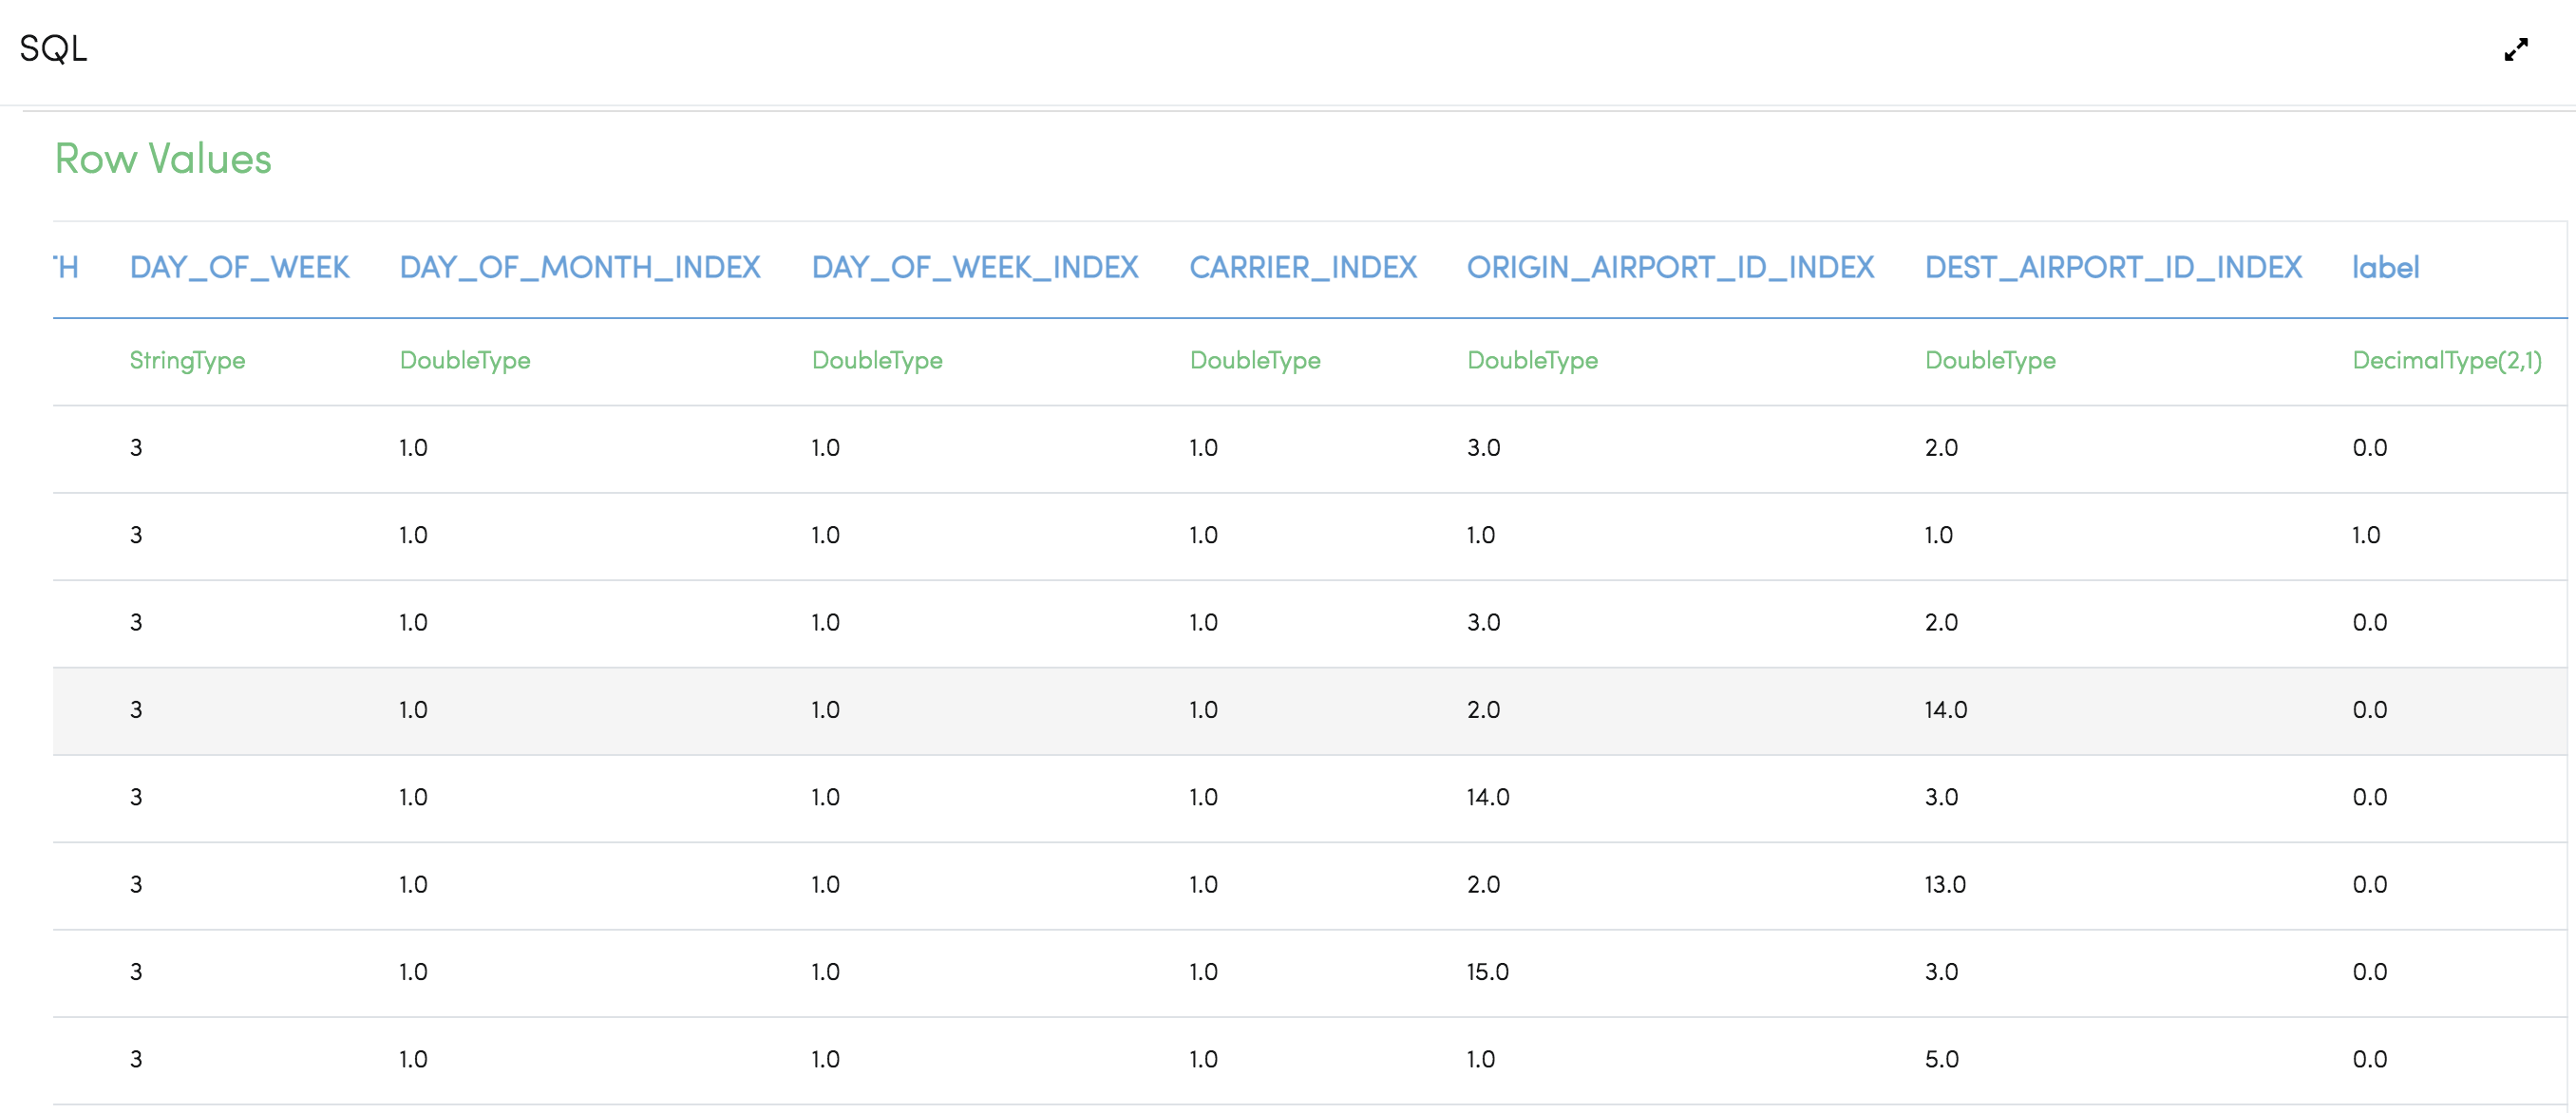 SQL
Row Values
TH DAY_OF_WEEK DAY_OF_MONTH_INDEX DAY_OF_WEEK_INDEX CARRIER_INDEX ORIGIN_AIRPORT_ID_INDEX DEST_AIRPORT_ID_INDEX label
StringType DoubleType DoubleType DoubleType DoubleType DoubleType DecimalType(2,1)
3 1.0 1.0 1.0 3.0 2.0 0.0
3 1.0 1.0 1.0 1.0 1.0 1.0
3 1.0 1.0 1.0 3.0 2.0 0.0
3 1.0 1.0 1.0 2.0 14.0 0.0
3 1.0 1.0 1.0 14.0 3.0 0.0
3 1.0 1.0 1.0 2.0 13.0 0.0
3 1.0 1.0 1.0 15.0 3.0 0.0
3 1.0 1.0 1.0 1.0 5.0 0.0